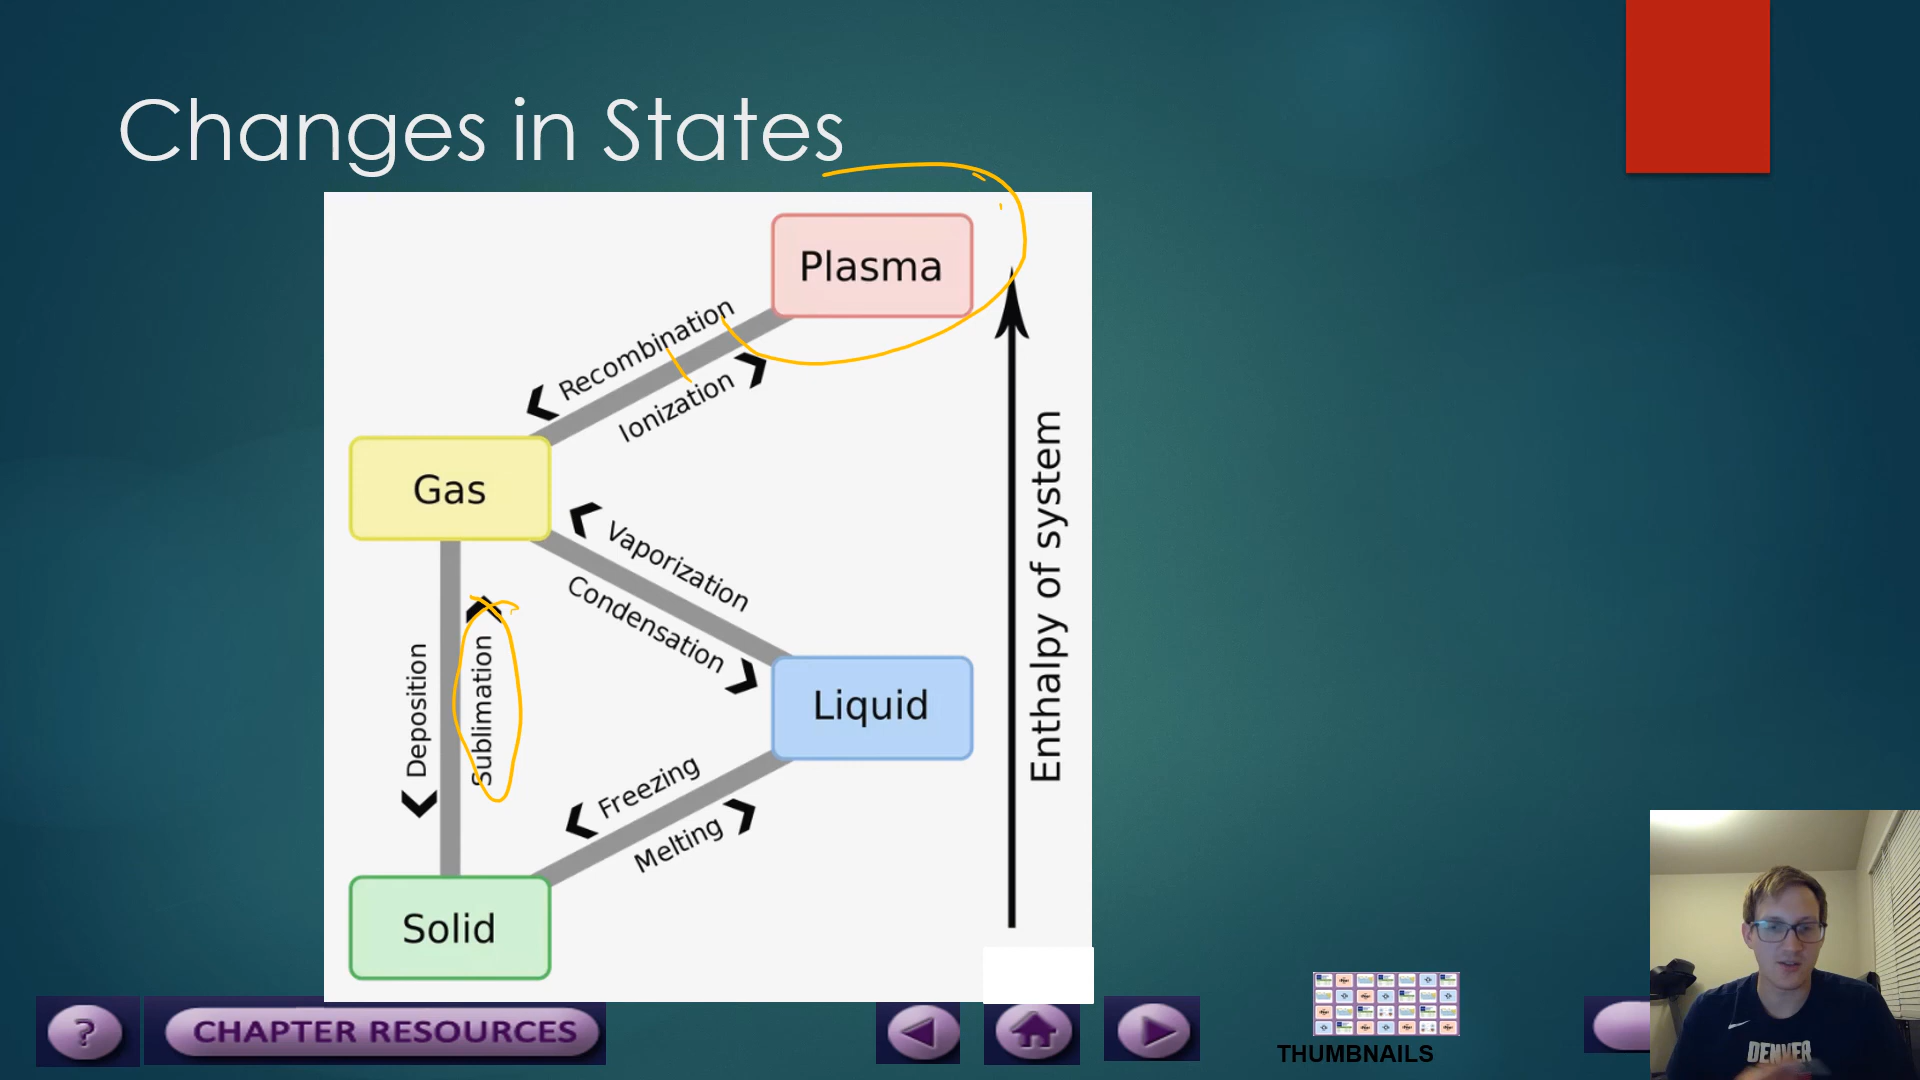 Changes in States
Plasma
Recombination
Ionization
Gas
Vaporization
Condensation
Enthalpy of system
Deposition
Sublimation
Liquid
Freezing
Melting
Solid
?
CHAPTER RESOURCES
THUMBNAILS
DENVER